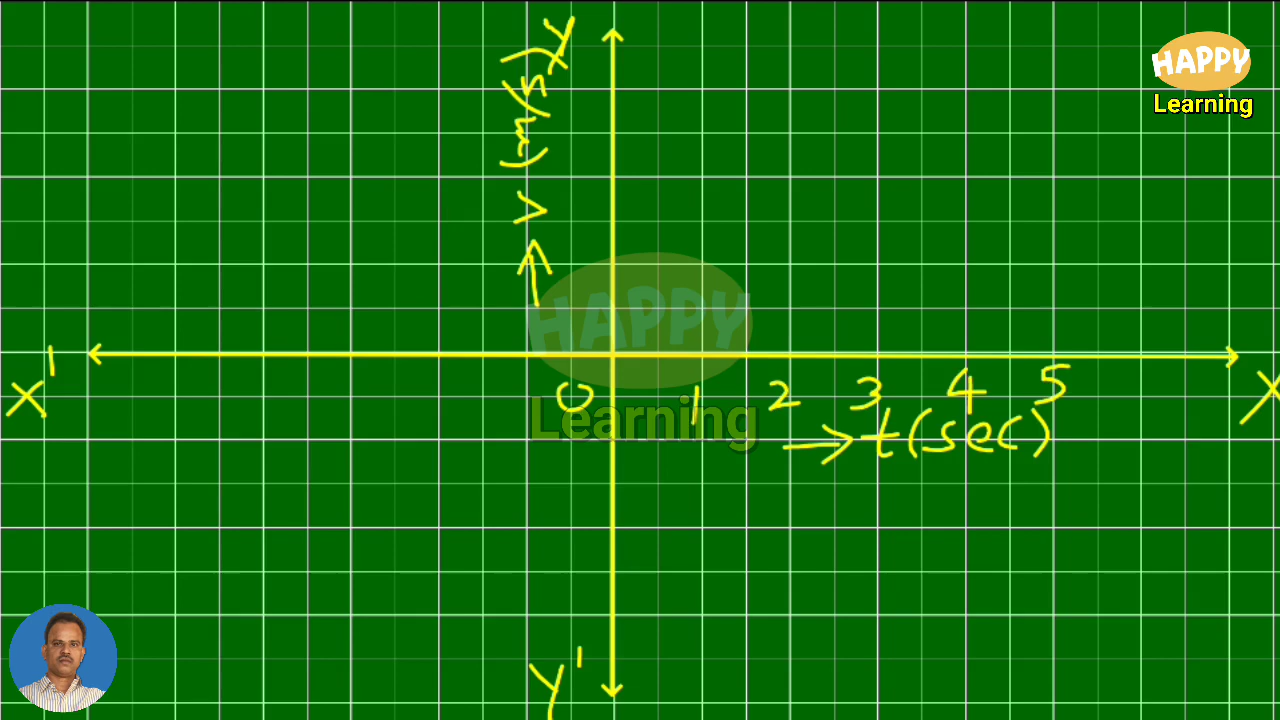 HAPPY
Learning
Y
v (m/s)
HAPPY
Learning
X'
X
0 1 2 3 4 5
t(sec)
Y'